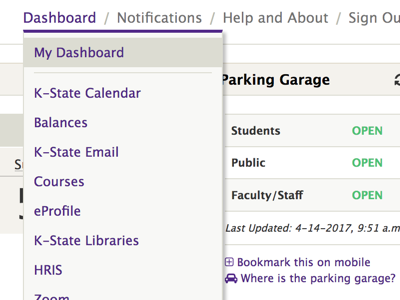 Dashboard / Notifications / Help and About / Sign Ou
My Dashboard
Parking Garage
K-State Calendar
Balances
Students OPEN
K-State Email
Public OPEN
Courses
Faculty/Staff OPEN
eProfile
Last Updated: 4-14-2017, 9:51 a.m
K-State Libraries
Bookmark this on mobile
HRIS
Where is the parking garage?
Zoom